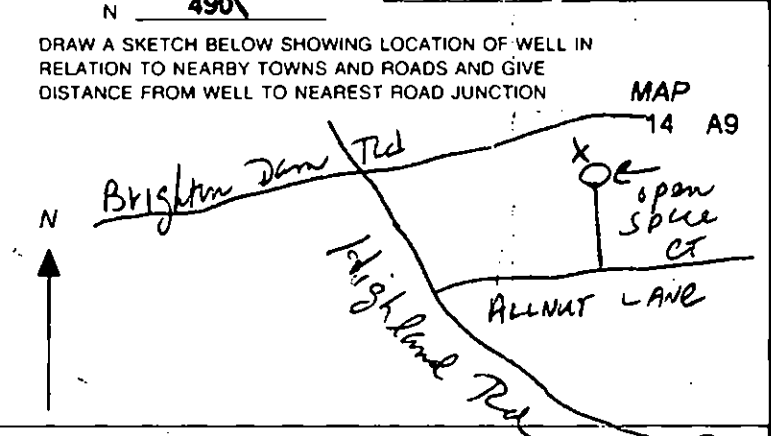 N 490
DRAW A SKETCH BELOW SHOWING LOCATION OF WELL IN
RELATION TO NEARBY TOWNS AND ROADS AND GIVE
DISTANCE FROM WELL TO NEAREST ROAD JUNCTION
MAP
14 A9
Brighton Dam Rd
X
open
space
CT
N
Highland Rd
ALLNUT LANE